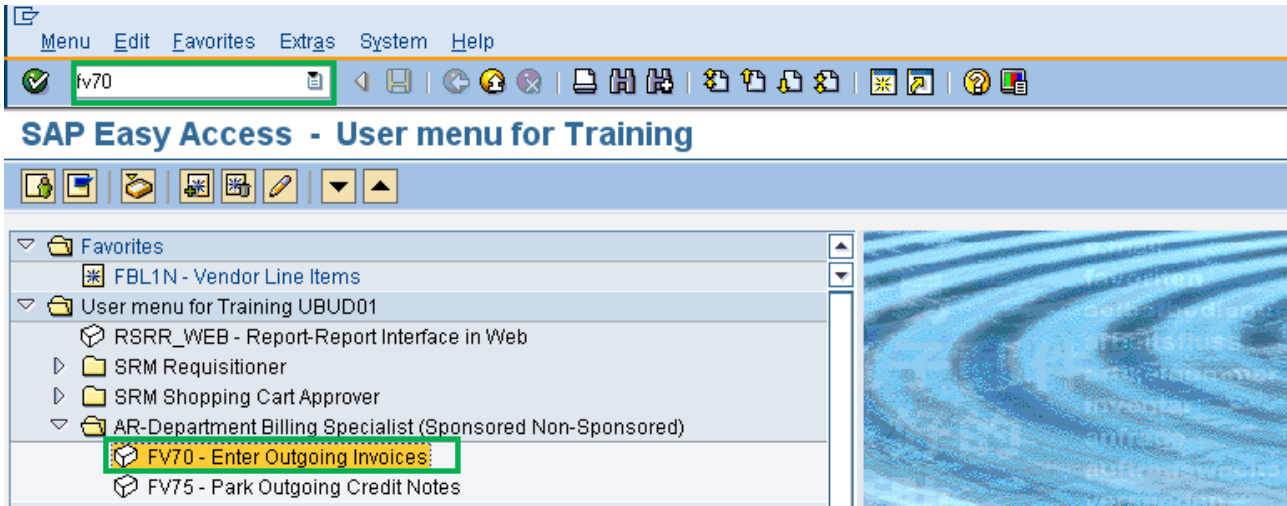 Menu Edit Favorites Extras System Help
fv70
SAP Easy Access - User menu for Training
Favorites
FBL1N - Vendor Line Items
User menu for Training UBUD01
RSRR_WEB - Report-Report Interface in Web
SRM Requisitioner
SRM Shopping Cart Approver
AR-Department Billing Specialist (Sponsored Non-Sponsored)
FV70 - Enter Outgoing Invoices
FV75 - Park Outgoing Credit Notes